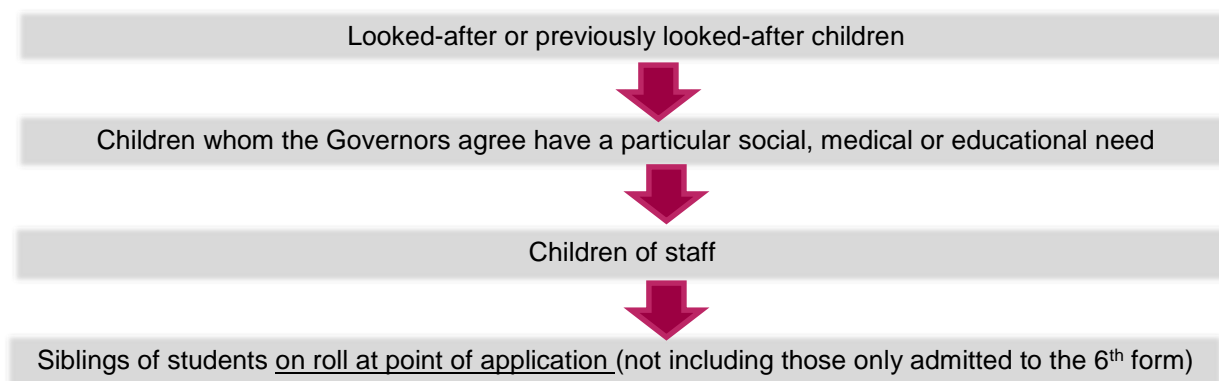 Looked-after or previously looked-after children
Children whom the Governors agree have a particular social, medical or educational need
Children of staff
Siblings of students on roll at point of application (not including those only admitted to the 6th form)